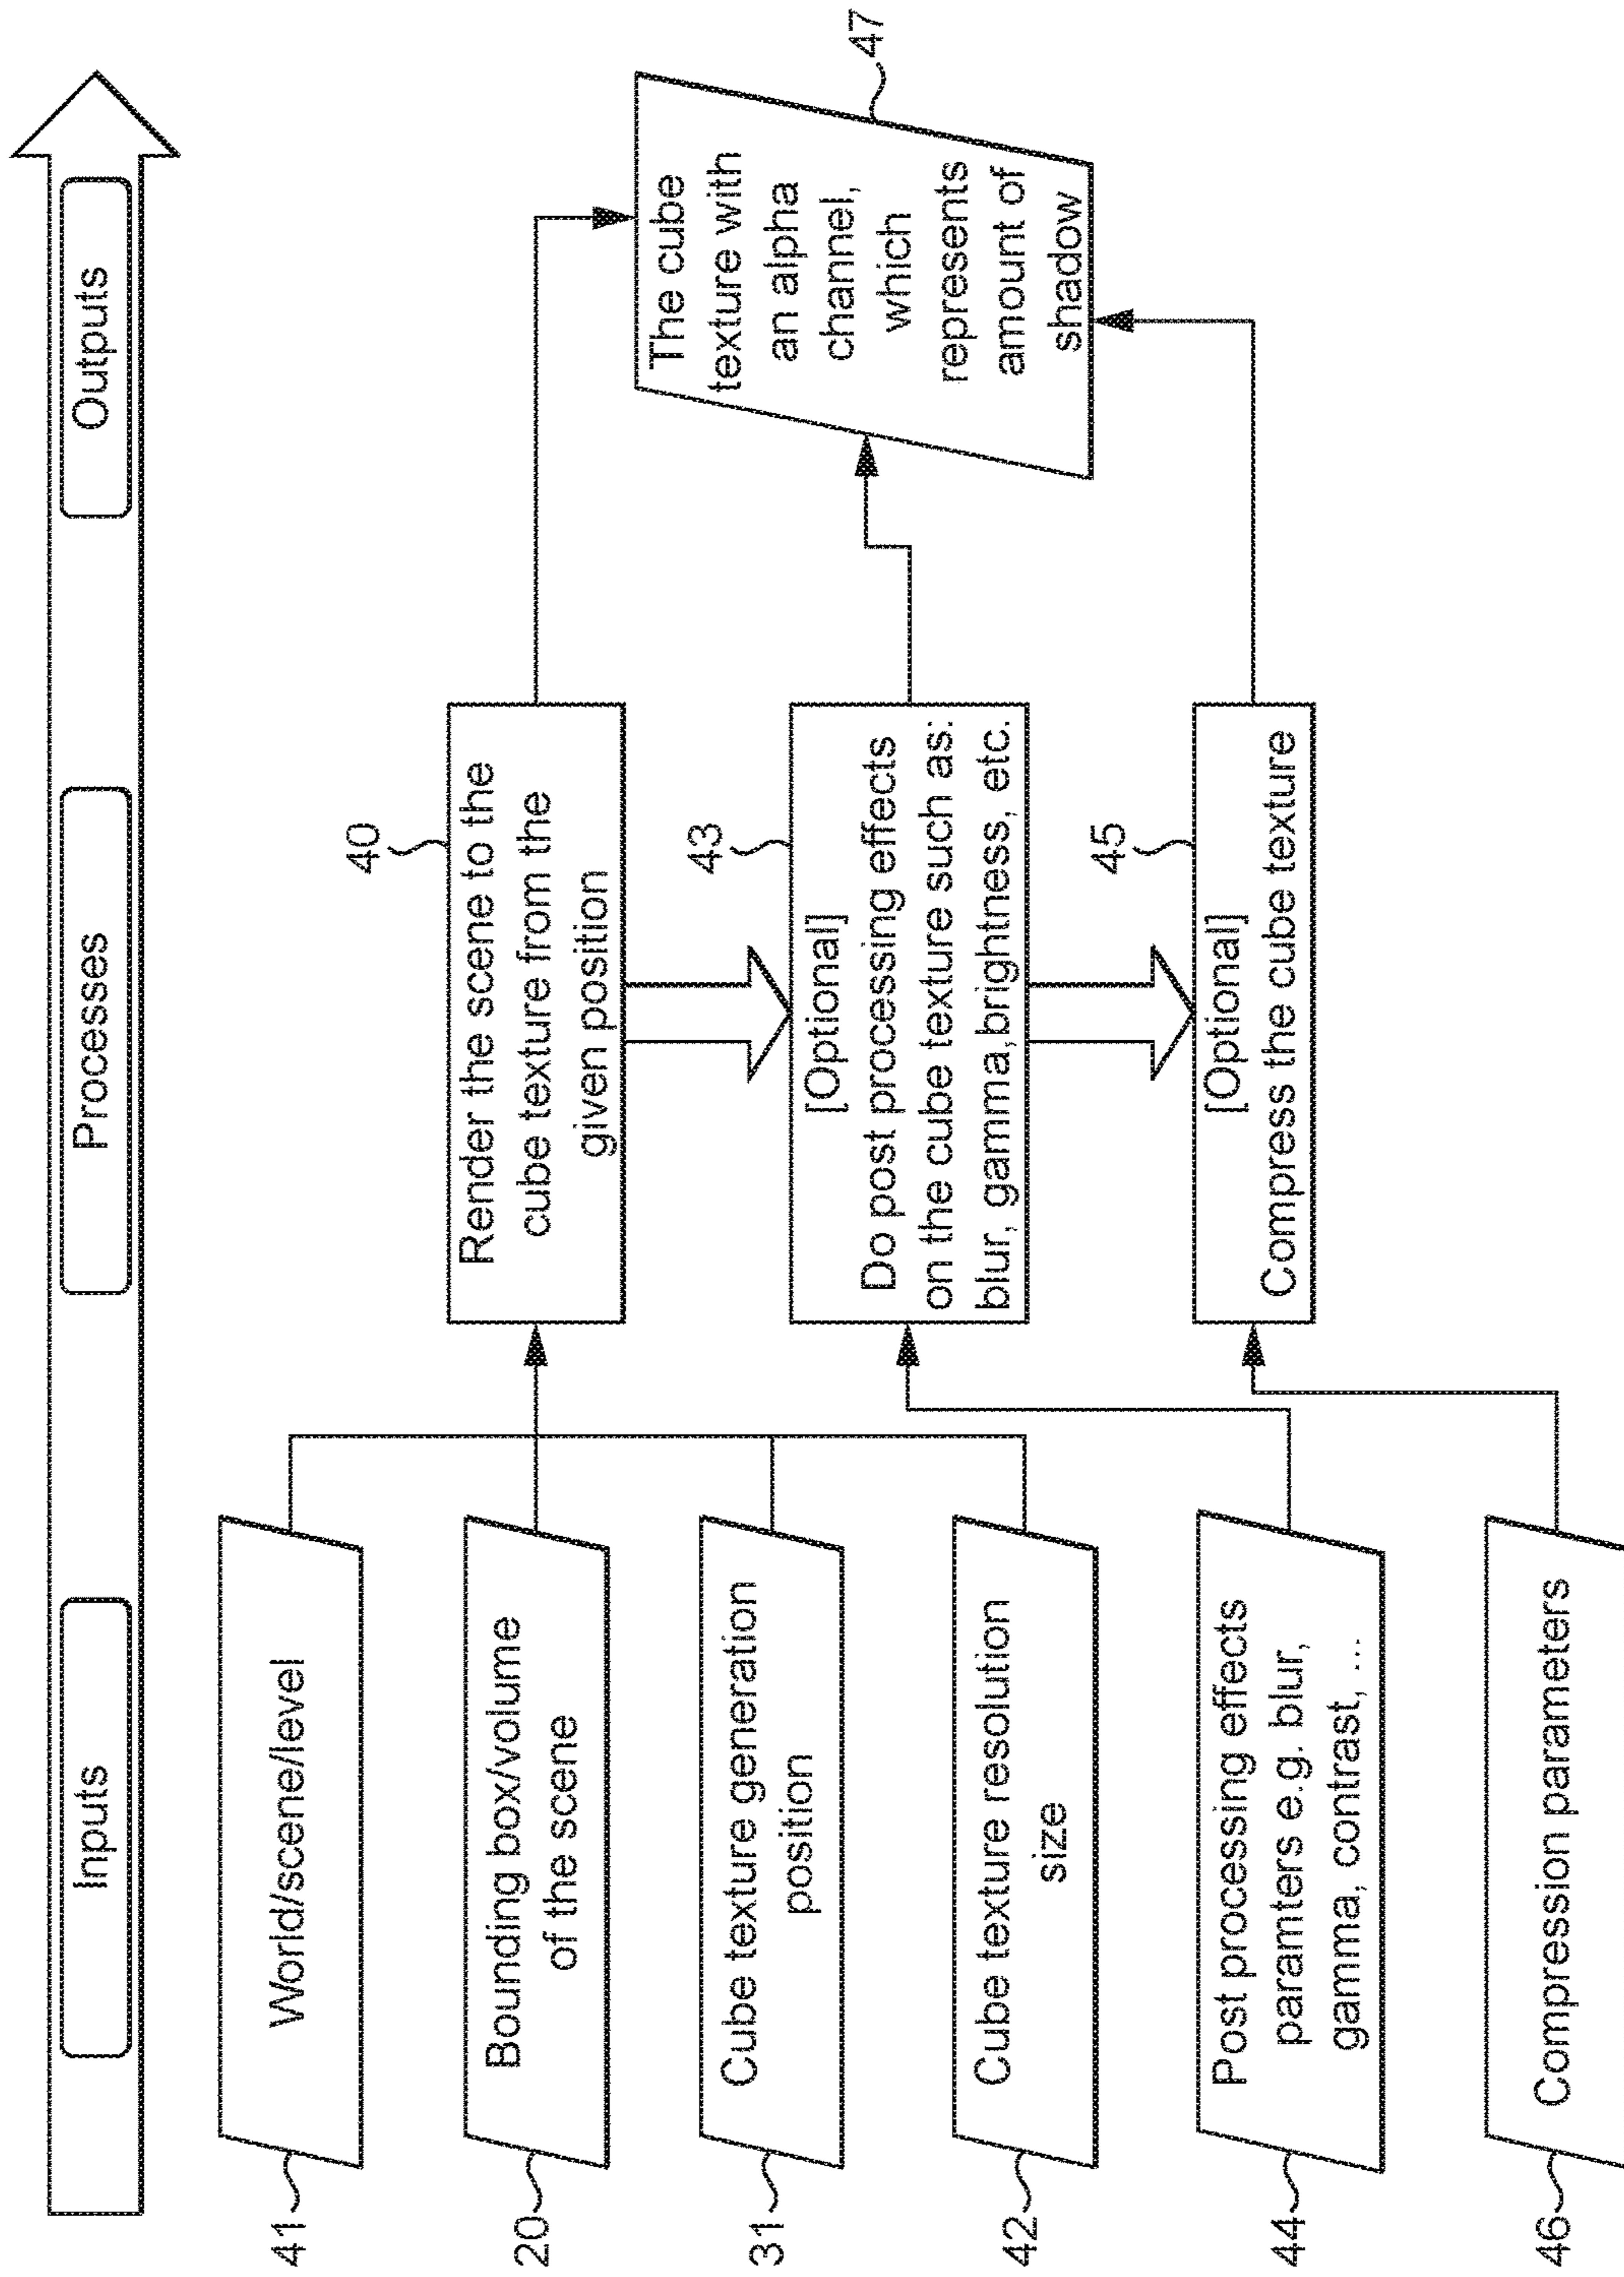 Inputs
Processes
Outputs
41
World/scene/level
20
Bounding box/volume
of the scene
31
Cube texture generation
position
42
Cube texture resolution
size
44
Post processing effects
paramters e.g. blur,
gamma, contrast, ...
46
Compression parameters
40
Render the scene to the
cube texture from the
given position
43
[Optional]
Do post processing effects
on the cube texture such as:
blur, gamma,brightness, etc.
45
[Optional]
Compress the cube texture
47
The cube
texture with
an alpha
channel,
which
represents
amount of
shadow